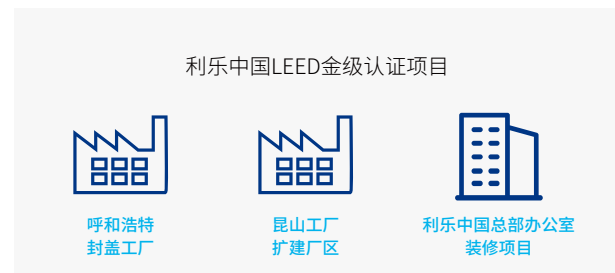 利乐中国LEED金级认证项目
呼和浩特
封盖工厂
昆山工厂
扩建厂区
利乐中国总部办公室
装修项目